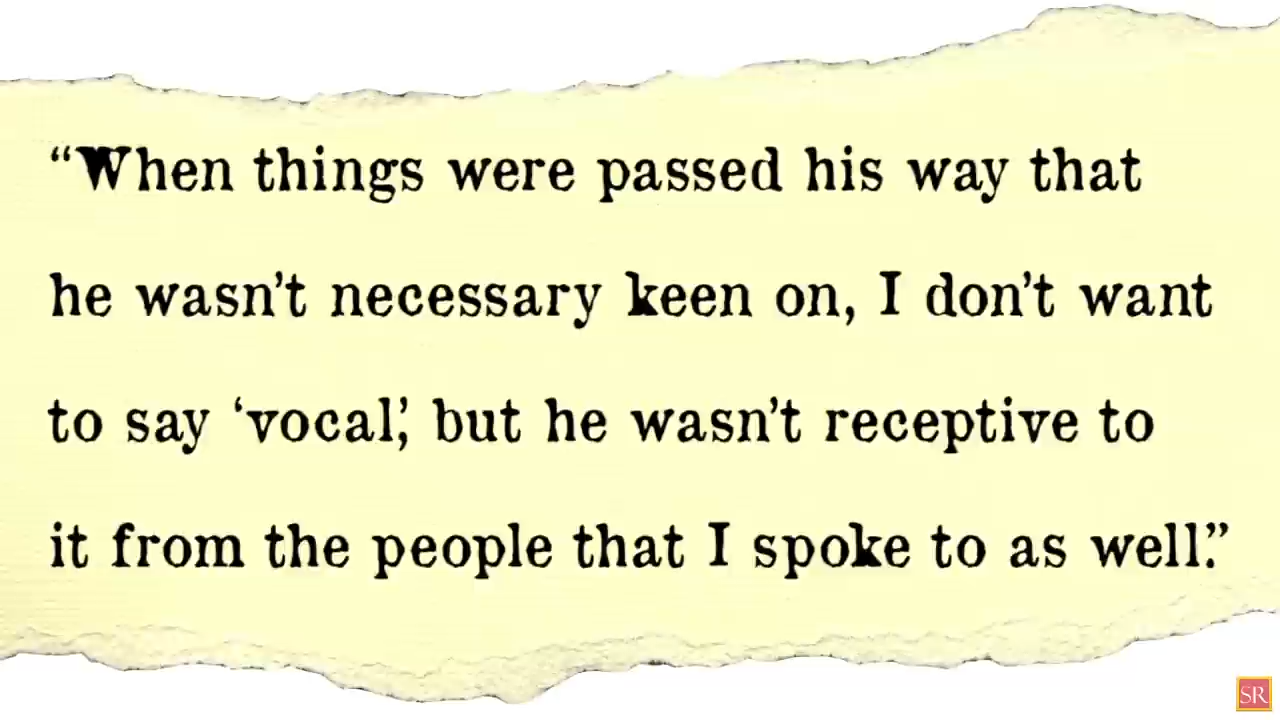 “When things were passed his way that
he wasn’t necessary keen on, I don’t want
to say ‘vocal,’ but he wasn’t receptive to
it from the people that I spoke to as well.”
SR